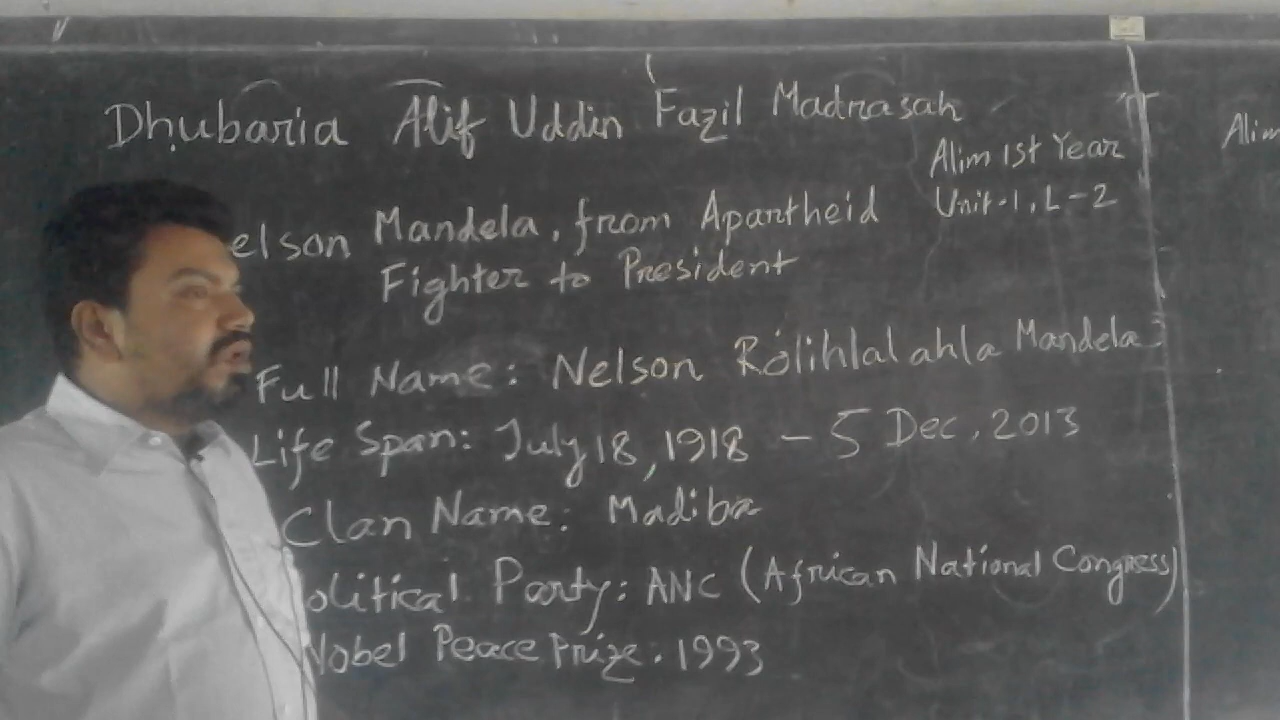 Dhubaria Alif Uddin Fazil Madrasah
Alim 1st Year
Unit-1, L-2
elson Mandela, from Apartheid
Fighter to President
Full Name: Nelson Rolihlalahla Mandela
Life Span: July 18, 1918 - 5 Dec, 2013
Clan Name: Madiba
olitical Party: ANC (African National Congress)
Nobel Peace Prize: 1993
Alim